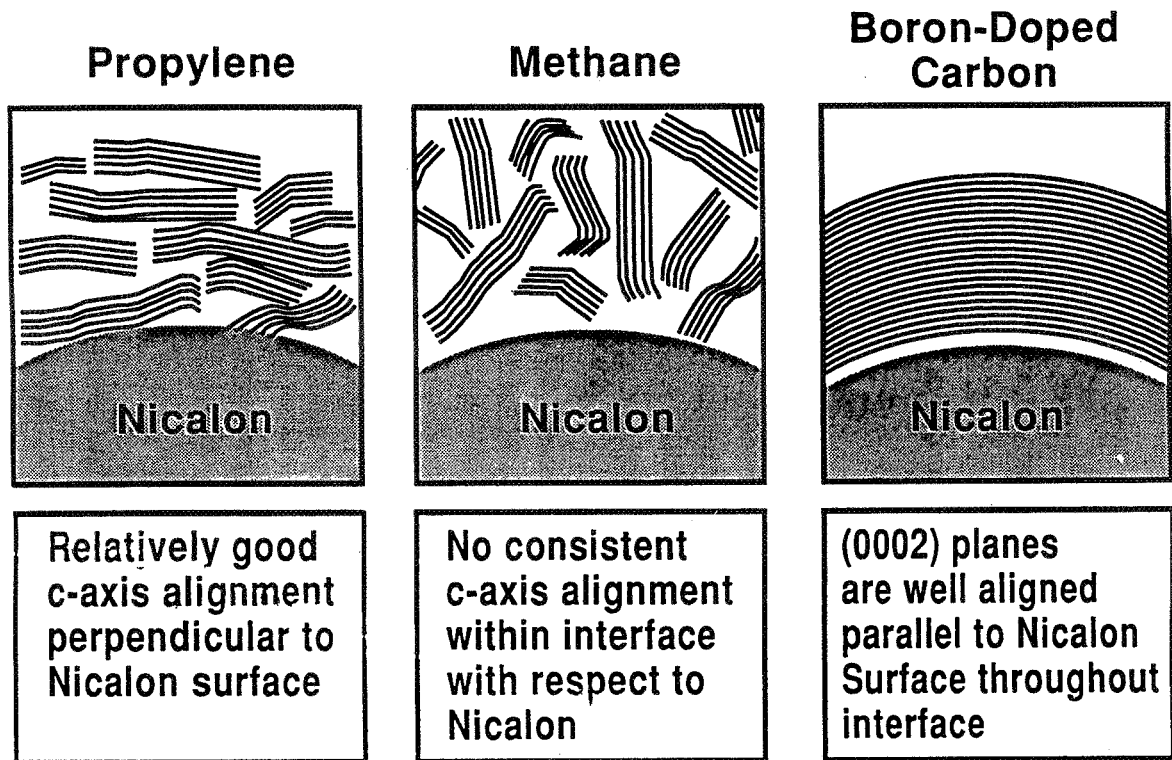 Propylene
Methane
Boron-Doped
Carbon
Nicalon
Nicalon
Nicalon
Relatively good
c-axis alignment
perpendicular to
Nicalon surface
No consistent
c-axis alignment
within interface
with respect to
Nicalon
(0002) planes
are well aligned
parallel to Nicalon
Surface throughout
interface